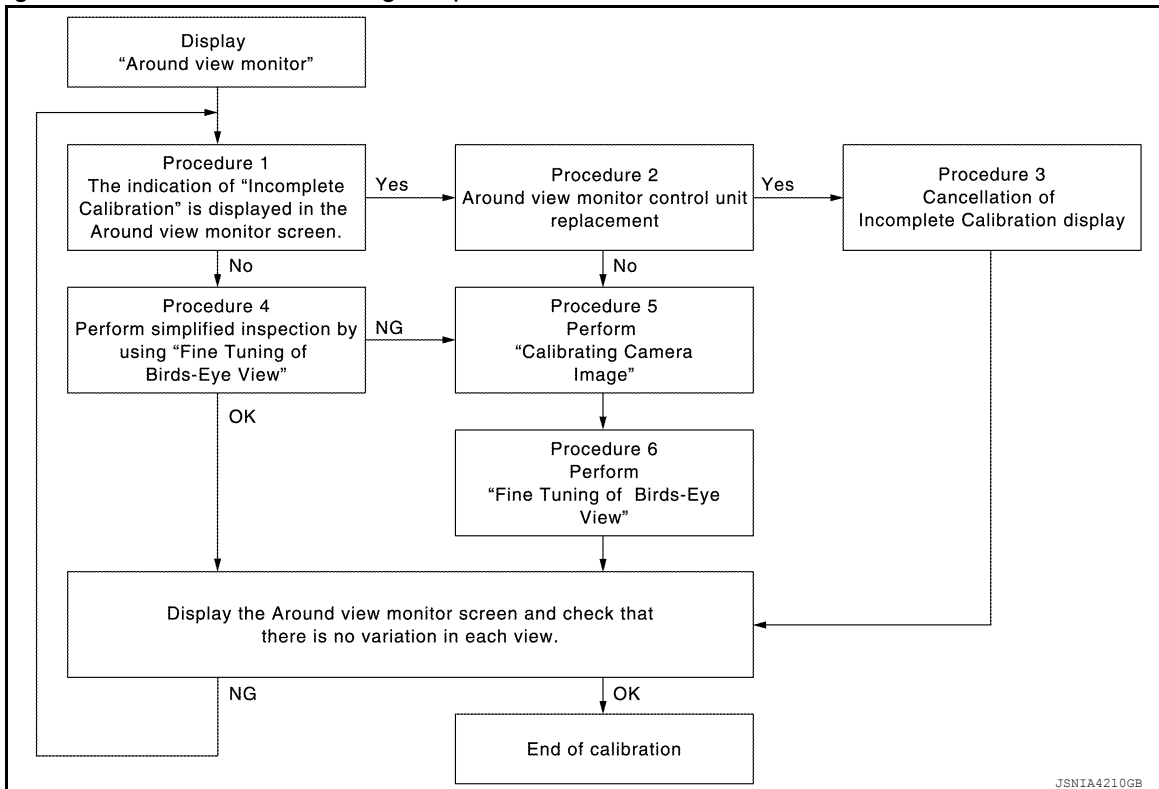 Display
“Around view monitor”
Procedure 1
The indication of “Incomplete
Calibration” is displayed in the
Around view monitor screen.
Yes
Procedure 2
Around view monitor control unit
replacement
Yes
Procedure 3
Cancellation of
Incomplete Calibration display
No
No
Procedure 4
Perform simplified inspection by
using “Fine Tuning of
Birds-Eye View”
NG
Procedure 5
Perform
“Calibrating Camera
Image”
OK
Procedure 6
Perform
“Fine Tuning of Birds-Eye
View”
Display the Around view monitor screen and check that
there is no variation in each view.
NG
OK
End of calibration
JSNIA4210GB